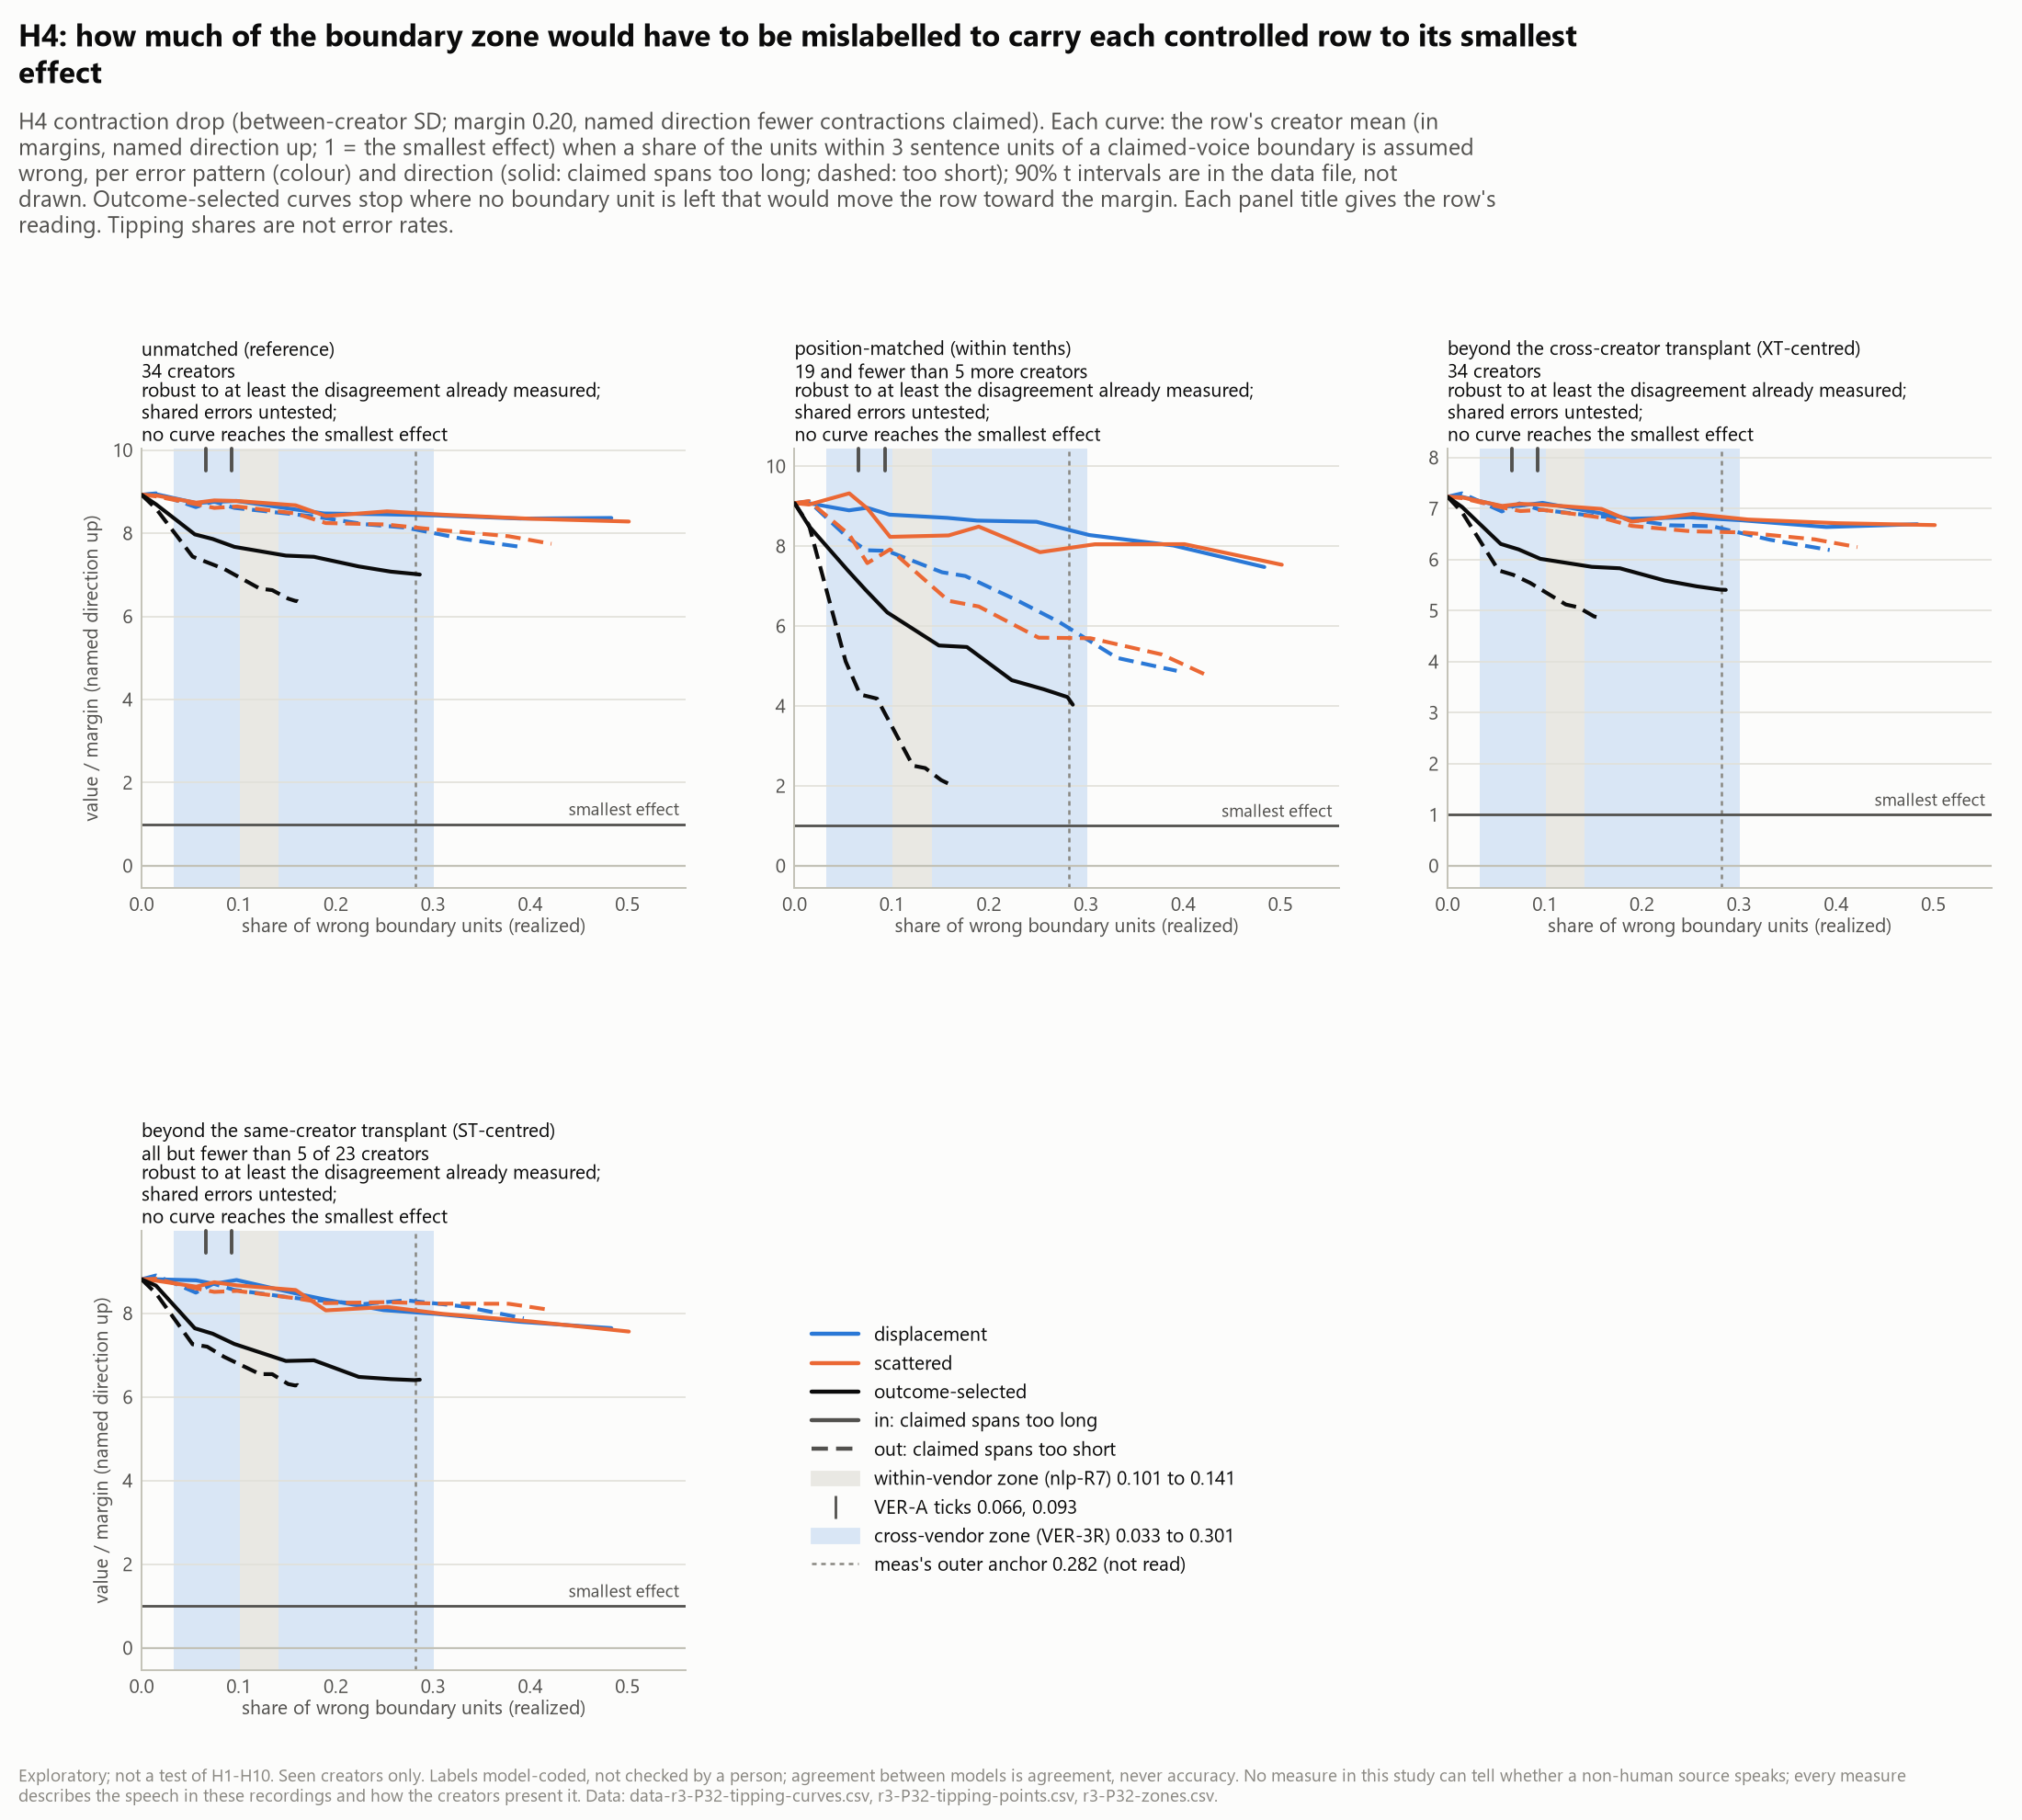 H4: how much of the boundary zone would have to be mislabelled to carry each controlled row to its smallest
effect
H4 contraction drop (between-creator SD; margin 0.20, named direction fewer contractions claimed). Each curve: the row's creator mean (in
margins, named direction up; 1 = the smallest effect) when a share of the units within 3 sentence units of a claimed-voice boundary is assumed
wrong, per error pattern (colour) and direction (solid: claimed spans too long; dashed: too short); 90% t intervals are in the data file, not
drawn. Outcome-selected curves stop where no boundary unit is left that would move the row toward the margin. Each panel title gives the row's
reading. Tipping shares are not error rates.
unmatched (reference)
34 creators
robust to at least the disagreement already measured;
shared errors untested;
no curve reaches the smallest effect
10
8
6
4
2
0
value / margin (named direction up)
smallest effect
0.0 0.1 0.2 0.3 0.4 0.5
share of wrong boundary units (realized)
position-matched (within tenths)
19 and fewer than 5 more creators
robust to at least the disagreement already measured;
shared errors untested;
no curve reaches the smallest effect
10
8
6
4
2
0
smallest effect
0.0 0.1 0.2 0.3 0.4 0.5
share of wrong boundary units (realized)
beyond the cross-creator transplant (XT-centred)
34 creators
robust to at least the disagreement already measured;
shared errors untested;
no curve reaches the smallest effect
8
7
6
5
4
3
2
1
0
smallest effect
0.0 0.1 0.2 0.3 0.4 0.5
share of wrong boundary units (realized)
beyond the same-creator transplant (ST-centred)
all but fewer than 5 of 23 creators
robust to at least the disagreement already measured;
shared errors untested;
no curve reaches the smallest effect
8
6
4
2
0
value / margin (named direction up)
smallest effect
0.0 0.1 0.2 0.3 0.4 0.5
share of wrong boundary units (realized)
displacement
scattered
outcome-selected
in: claimed spans too long
out: claimed spans too short
within-vendor zone (nlp-R7) 0.101 to 0.141
VER-A ticks 0.066, 0.093
cross-vendor zone (VER-3R) 0.033 to 0.301
meas's outer anchor 0.282 (not read)
Exploratory; not a test of H1-H10. Seen creators only. Labels model-coded, not checked by a person; agreement between models is agreement, never accuracy. No measure in this study can tell whether a non-human source speaks; every measure
describes the speech in these recordings and how the creators present it. Data: data-r3-P32-tipping-curves.csv, r3-P32-tipping-points.csv, r3-P32-zones.csv.